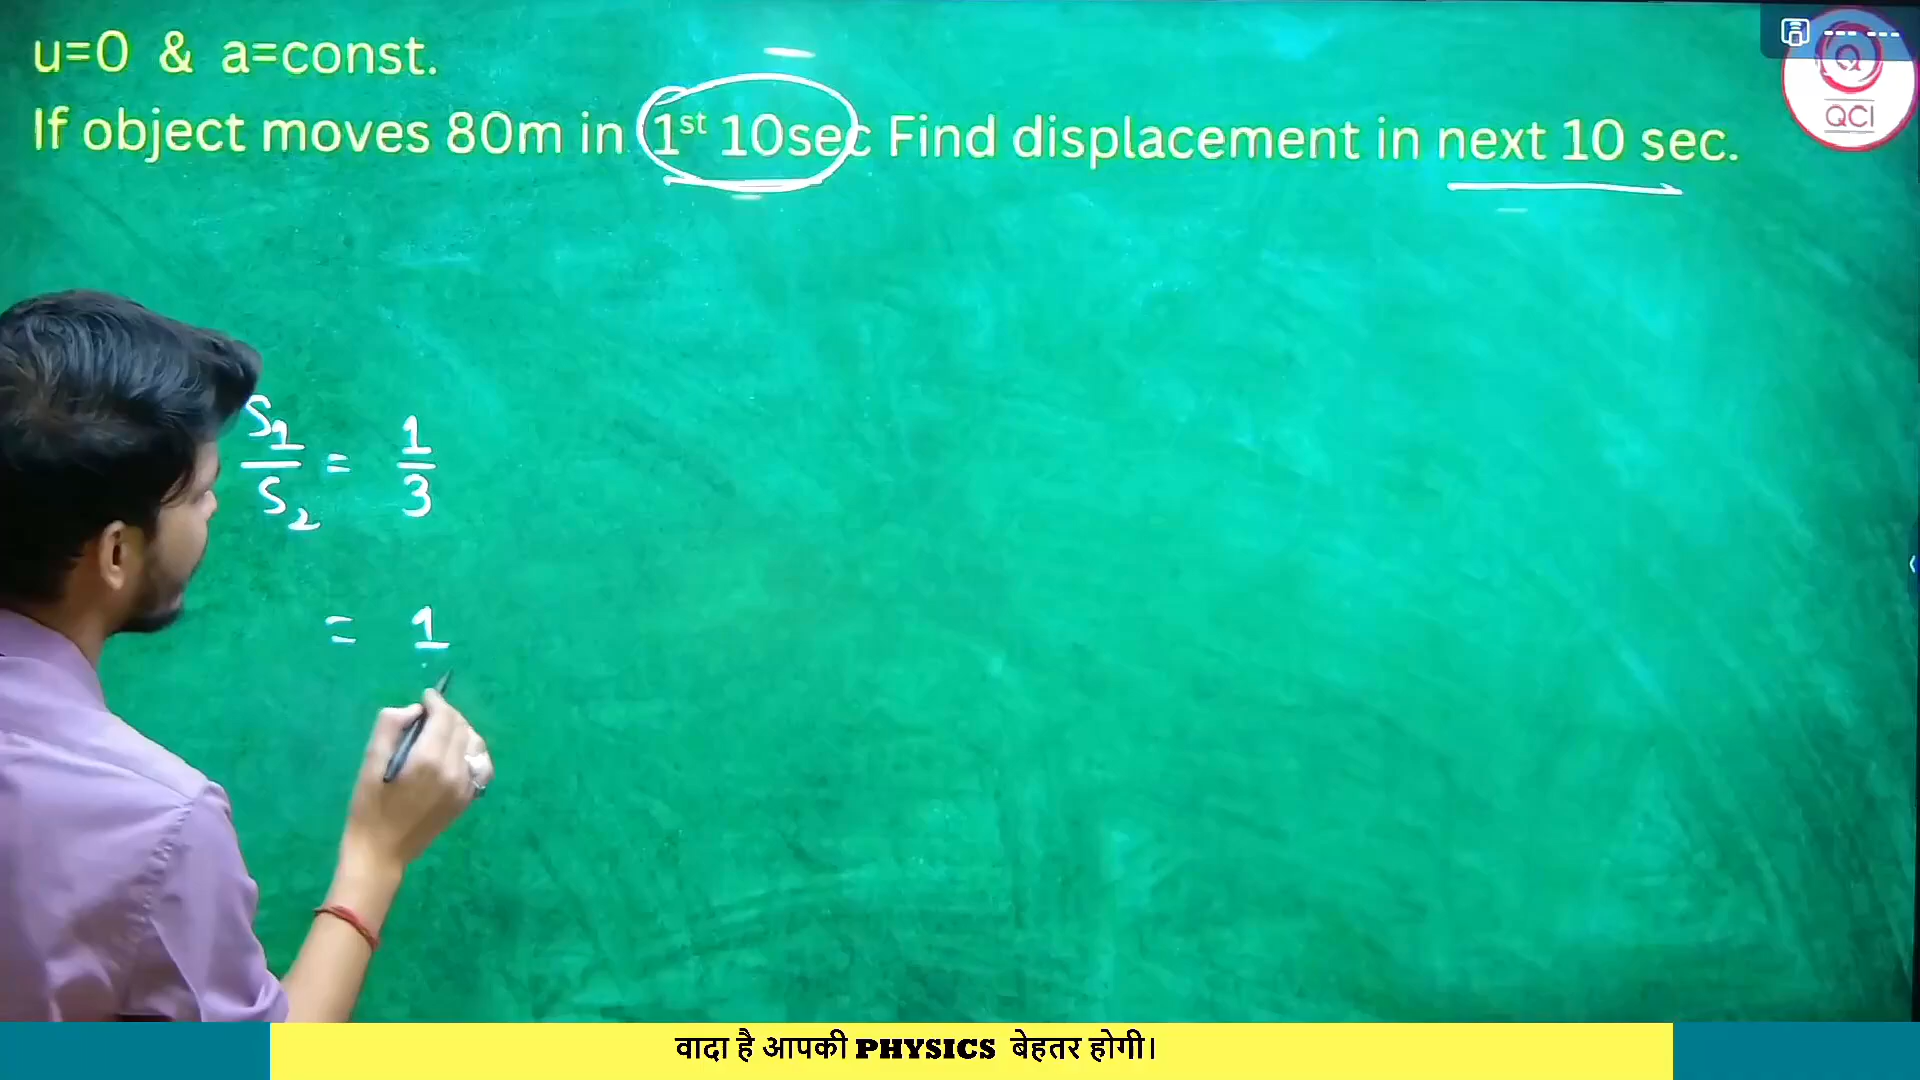 u=0 & a=const.
If object moves 80m in 1st 10sec Find displacement in next 10 sec.
QCI
S1/S2 = 1/3
= 1
वादा है आपकी PHYSICS बेहतर होगी।